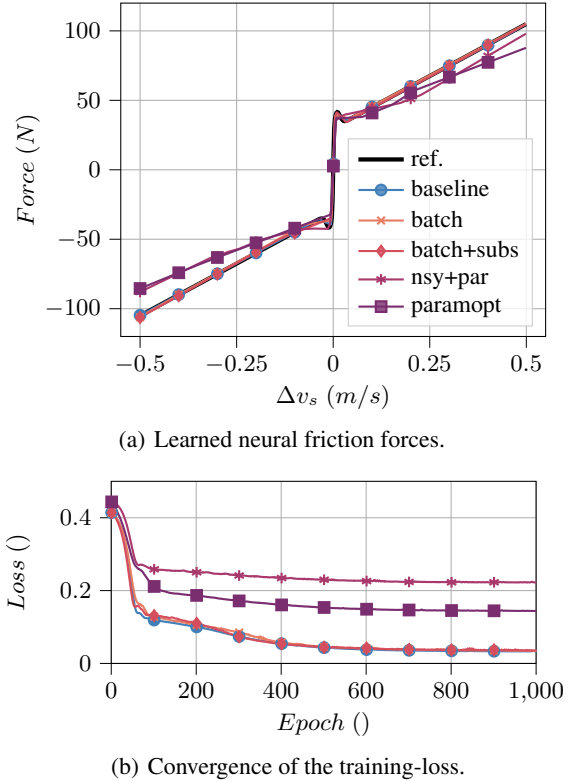 100
50
0
−50
−100
Force (N)
ref.
baseline
batch
batch+subs
nsy+par
paramopt
−0.5
−0.25
0
0.25
0.5
Δv_s (m/s)
(a) Learned neural friction forces.
0.4
0.2
0
Loss ()
0
200
400
600
800
1,000
Epoch ()
(b) Convergence of the training-loss.